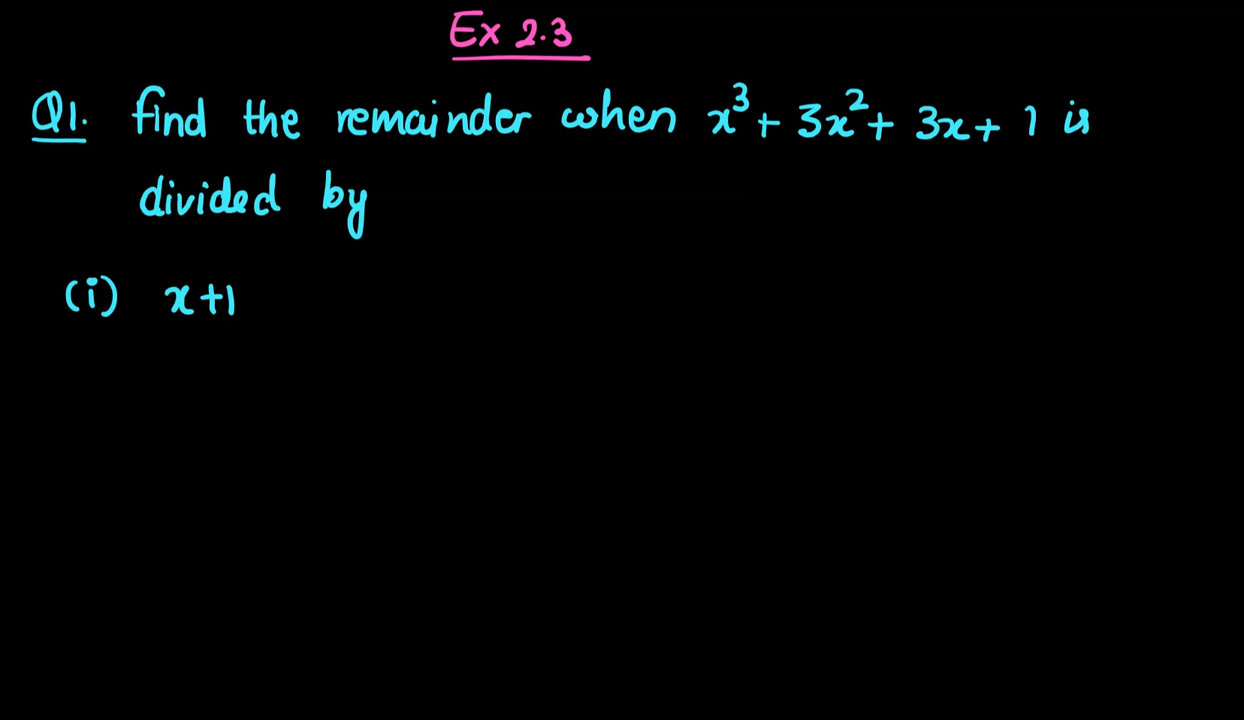 Ex 2.3
Q1. find the remainder when x³ + 3x² + 3x + 1 is
divided by
(i) x+1